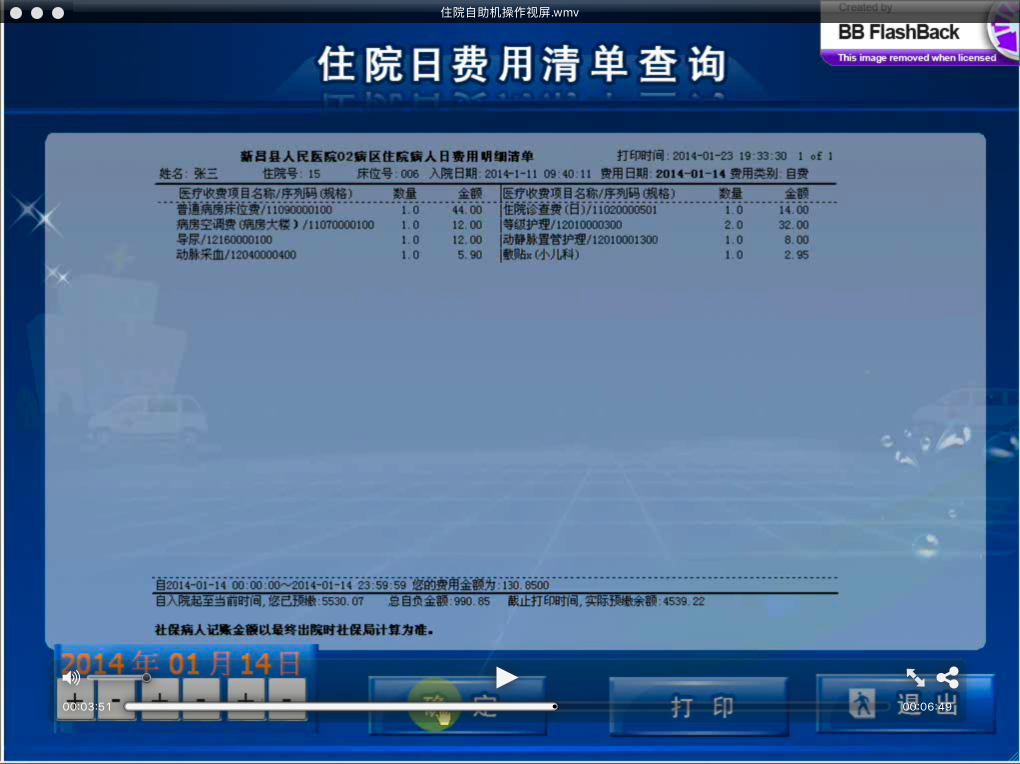 住院自助机操作视屏.wmv
Created by
BB FlashBack
This image removed when licensed
住院日费用清单查询
新昌县人民医院02病区住院病人日费用明细清单 打印时间:2014-01-23 19:33:30 1 of 1
姓名: 张三 住院号: 15 床位号:006 入院日期:2014-1-11 09:40:11 费用日期:2014-01-14 费用类别:自费
医疗收费项目名称/序列码(规格) 数量 金额 医疗收费项目名称/序列码(规格) 数量 金额
普通病房床位费/11090000100 1.0 44.00 住院诊查费(日)/11020000501 1.0 14.00
病房空调费(病房大楼)/11070000100 1.0 12.00 等级护理/12010000300 2.0 32.00
导尿/12160000100 1.0 12.00 动静脉置管护理/12010001300 1.0 8.00
动脉采血/12040000400 1.0 5.90 敷贴x(小儿科) 1.0 2.95
自2014-01-14 00:00:00~2014-01-14 23:59:59 您的费用金额为:130.8500
自入院起至当前时间,您已预缴:5530.07 总自负金额:990.85 截止打印时间,实际预缴余额:4539.22
社保病人记账金额以最终出院时社保局计算为准。
2014 年 01 月 14 日
+ - + - + -
00:03:51
确 定
打 印
退 出
00:06:49